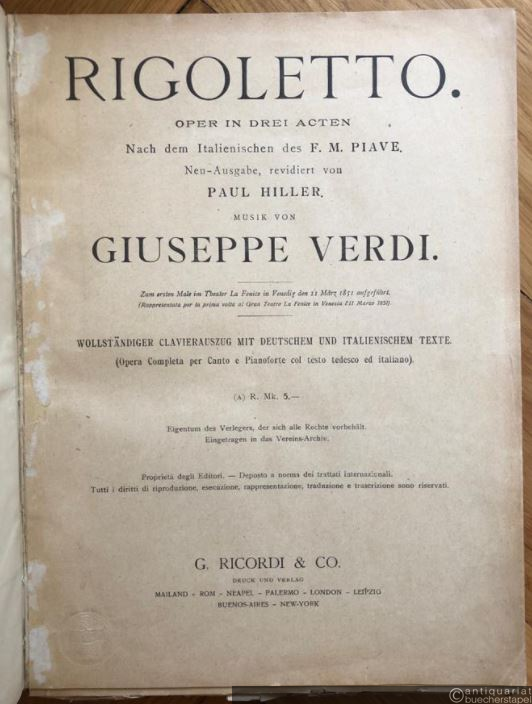 RIGOLETTO.
OPER IN DREI ACTEN
Nach dem Italienischen des F. M. PIAVE.
Neu-Ausgabe, revidiert von
PAUL HILLER.
MUSIK VON
GIUSEPPE VERDI.
Zum ersten Male im Theater La Fenice in Venedig den 11 März 1851 aufgeführt.
(Rappresentata per la prima volta al Gran Teatro La Fenice in Venezia l'11 Marzo 1851).
WOLLSTÄNDIGER CLAVIERAUSZUG MIT DEUTSCHEM UND ITALIENISCHEM TEXTE.
(Opera Completa per Canto e Pianoforte col testo tedesco ed italiano).
(A) R. Mk. 5.—
Eigentum des Verlegers, der sich alle Rechte vorbehält.
Eingetragen in das Vereins-Archiv.
Proprietà degli Editori. — Deposto a norma dei trattati internazionali.
Tutti i diritti di riproduzione, esecuzione, rappresentazione, traduzione e trascrizione sono riservati.
G. RICORDI & CO.
DRUCK UND VERLAG
MAILAND - ROM - NEAPEL - PALERMO - LONDON - LEIPZIG
BUENOS-AIRES - NEW-YORK
© antiquariat
buecherstapel